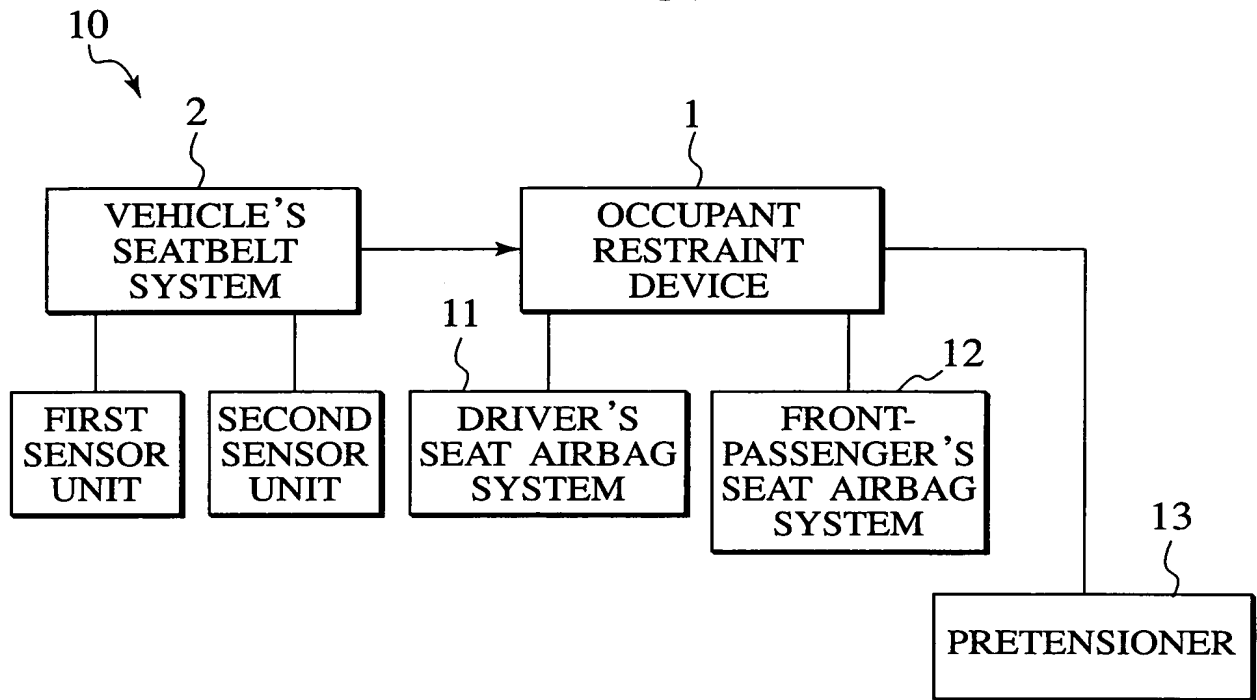 10
2
1
VEHICLE'S
SEATBELT
SYSTEM
OCCUPANT
RESTRAINT
DEVICE
11
12
FIRST
SENSOR
UNIT
SECOND
SENSOR
UNIT
DRIVER'S
SEAT AIRBAG
SYSTEM
FRONT-
PASSENGER'S
SEAT AIRBAG
SYSTEM
13
PRETENSIONER